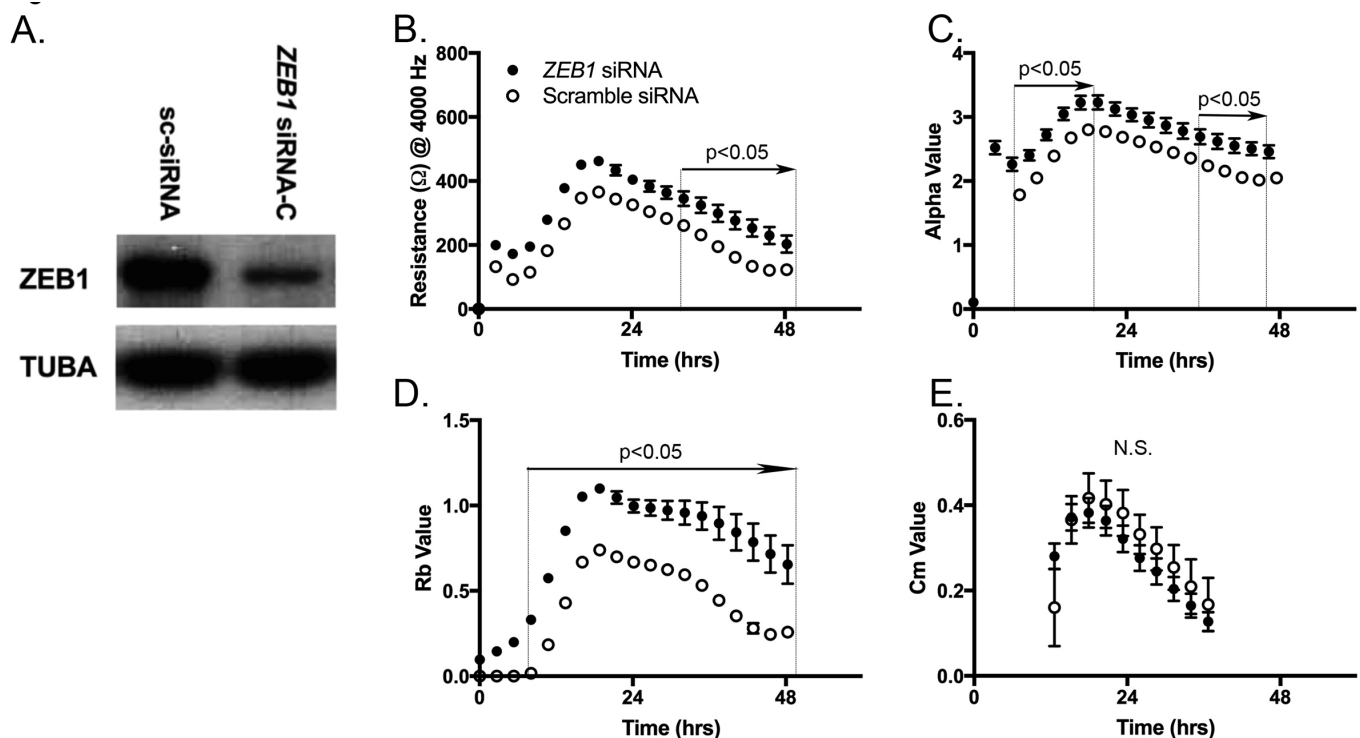 A.
sc-siRNA
ZEB1 siRNA-C
ZEB1
TUBA
B.
Resistance (Ω) @ 4000 Hz
800
600
400
200
0
ZEB1 siRNA
Scramble siRNA
p<0.05
0 24 48
Time (hrs)
C.
Alpha Value
4
3
2
1
0
p<0.05
p<0.05
0 24 48
Time (hrs)
D.
Rb Value
1.5
1.0
0.5
0.0
p<0.05
0 24 48
Time (hrs)
E.
Cm Value
0.6
0.4
0.2
0.0
N.S.
0 24 48
Time (hrs)